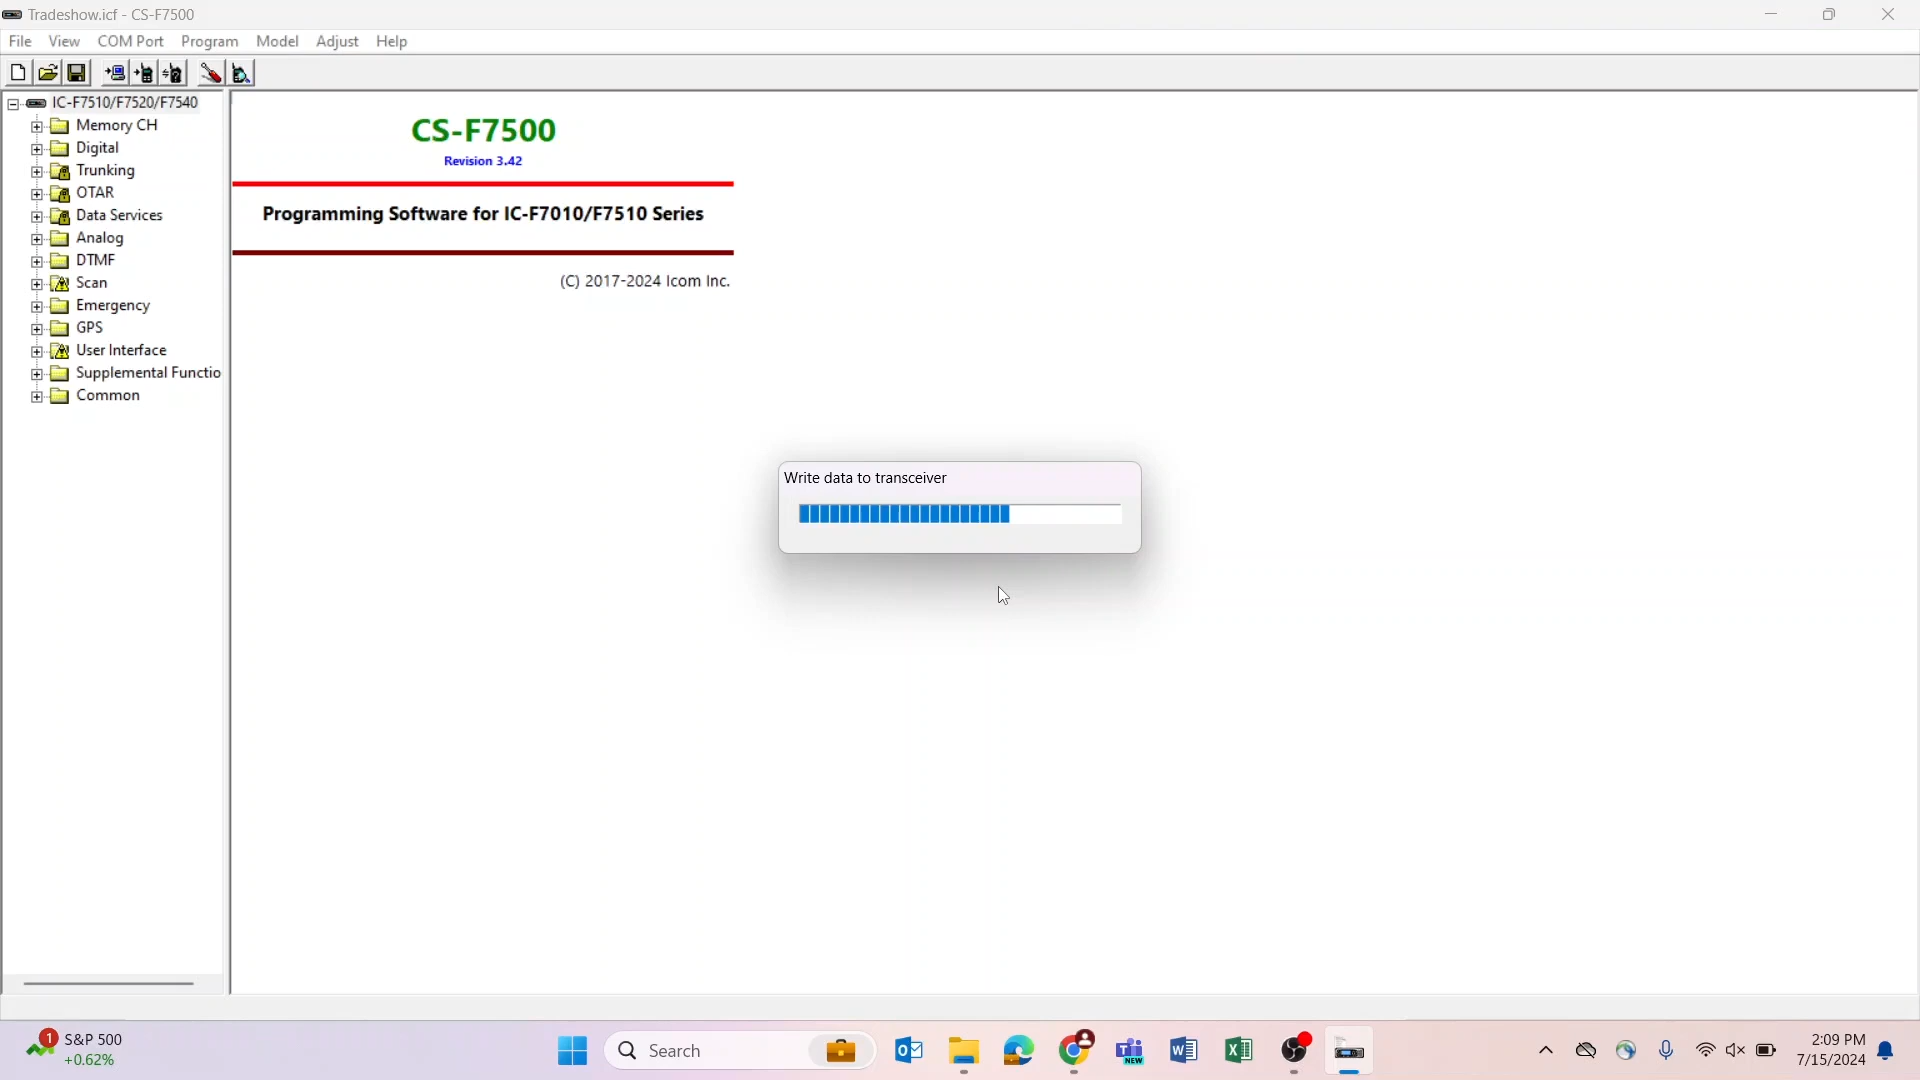 Tradeshow.icf - CS-F7500
File View COM Port Program Model Adjust Help
IC-F7510/F7520/F7540
Memory CH
Digital
Trunking
OTAR
Data Services
Analog
DTMF
Scan
Emergency
GPS
User Interface
Supplemental Functio
Common
CS-F7500
Revision 3.42
Programming Software for IC-F7010/F7510 Series
(C) 2017-2024 Icom Inc.
Write data to transceiver
1
S&P 500
+0.62%
Search
NEW
2:09 PM
7/15/2024